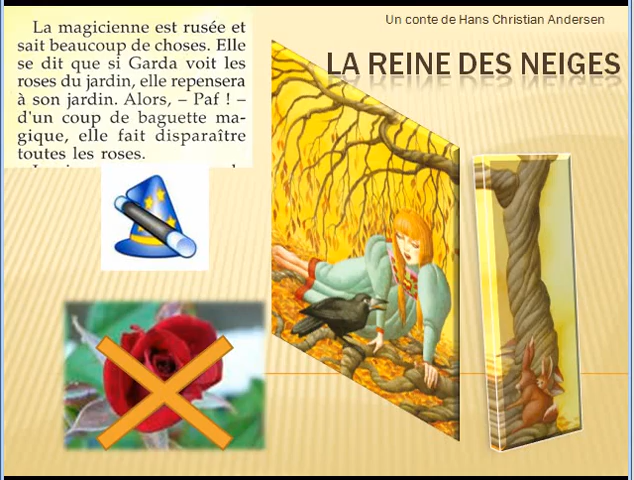 Un conte de Hans Christian Andersen
LA REINE DES NEIGES
La magicienne est rusée et
sait beaucoup de choses. Elle
se dit que si Garda voit les
roses du jardin, elle repensera
à son jardin. Alors, – Paf ! –
d'un coup de baguette ma-
gique, elle fait disparaître
toutes les roses.